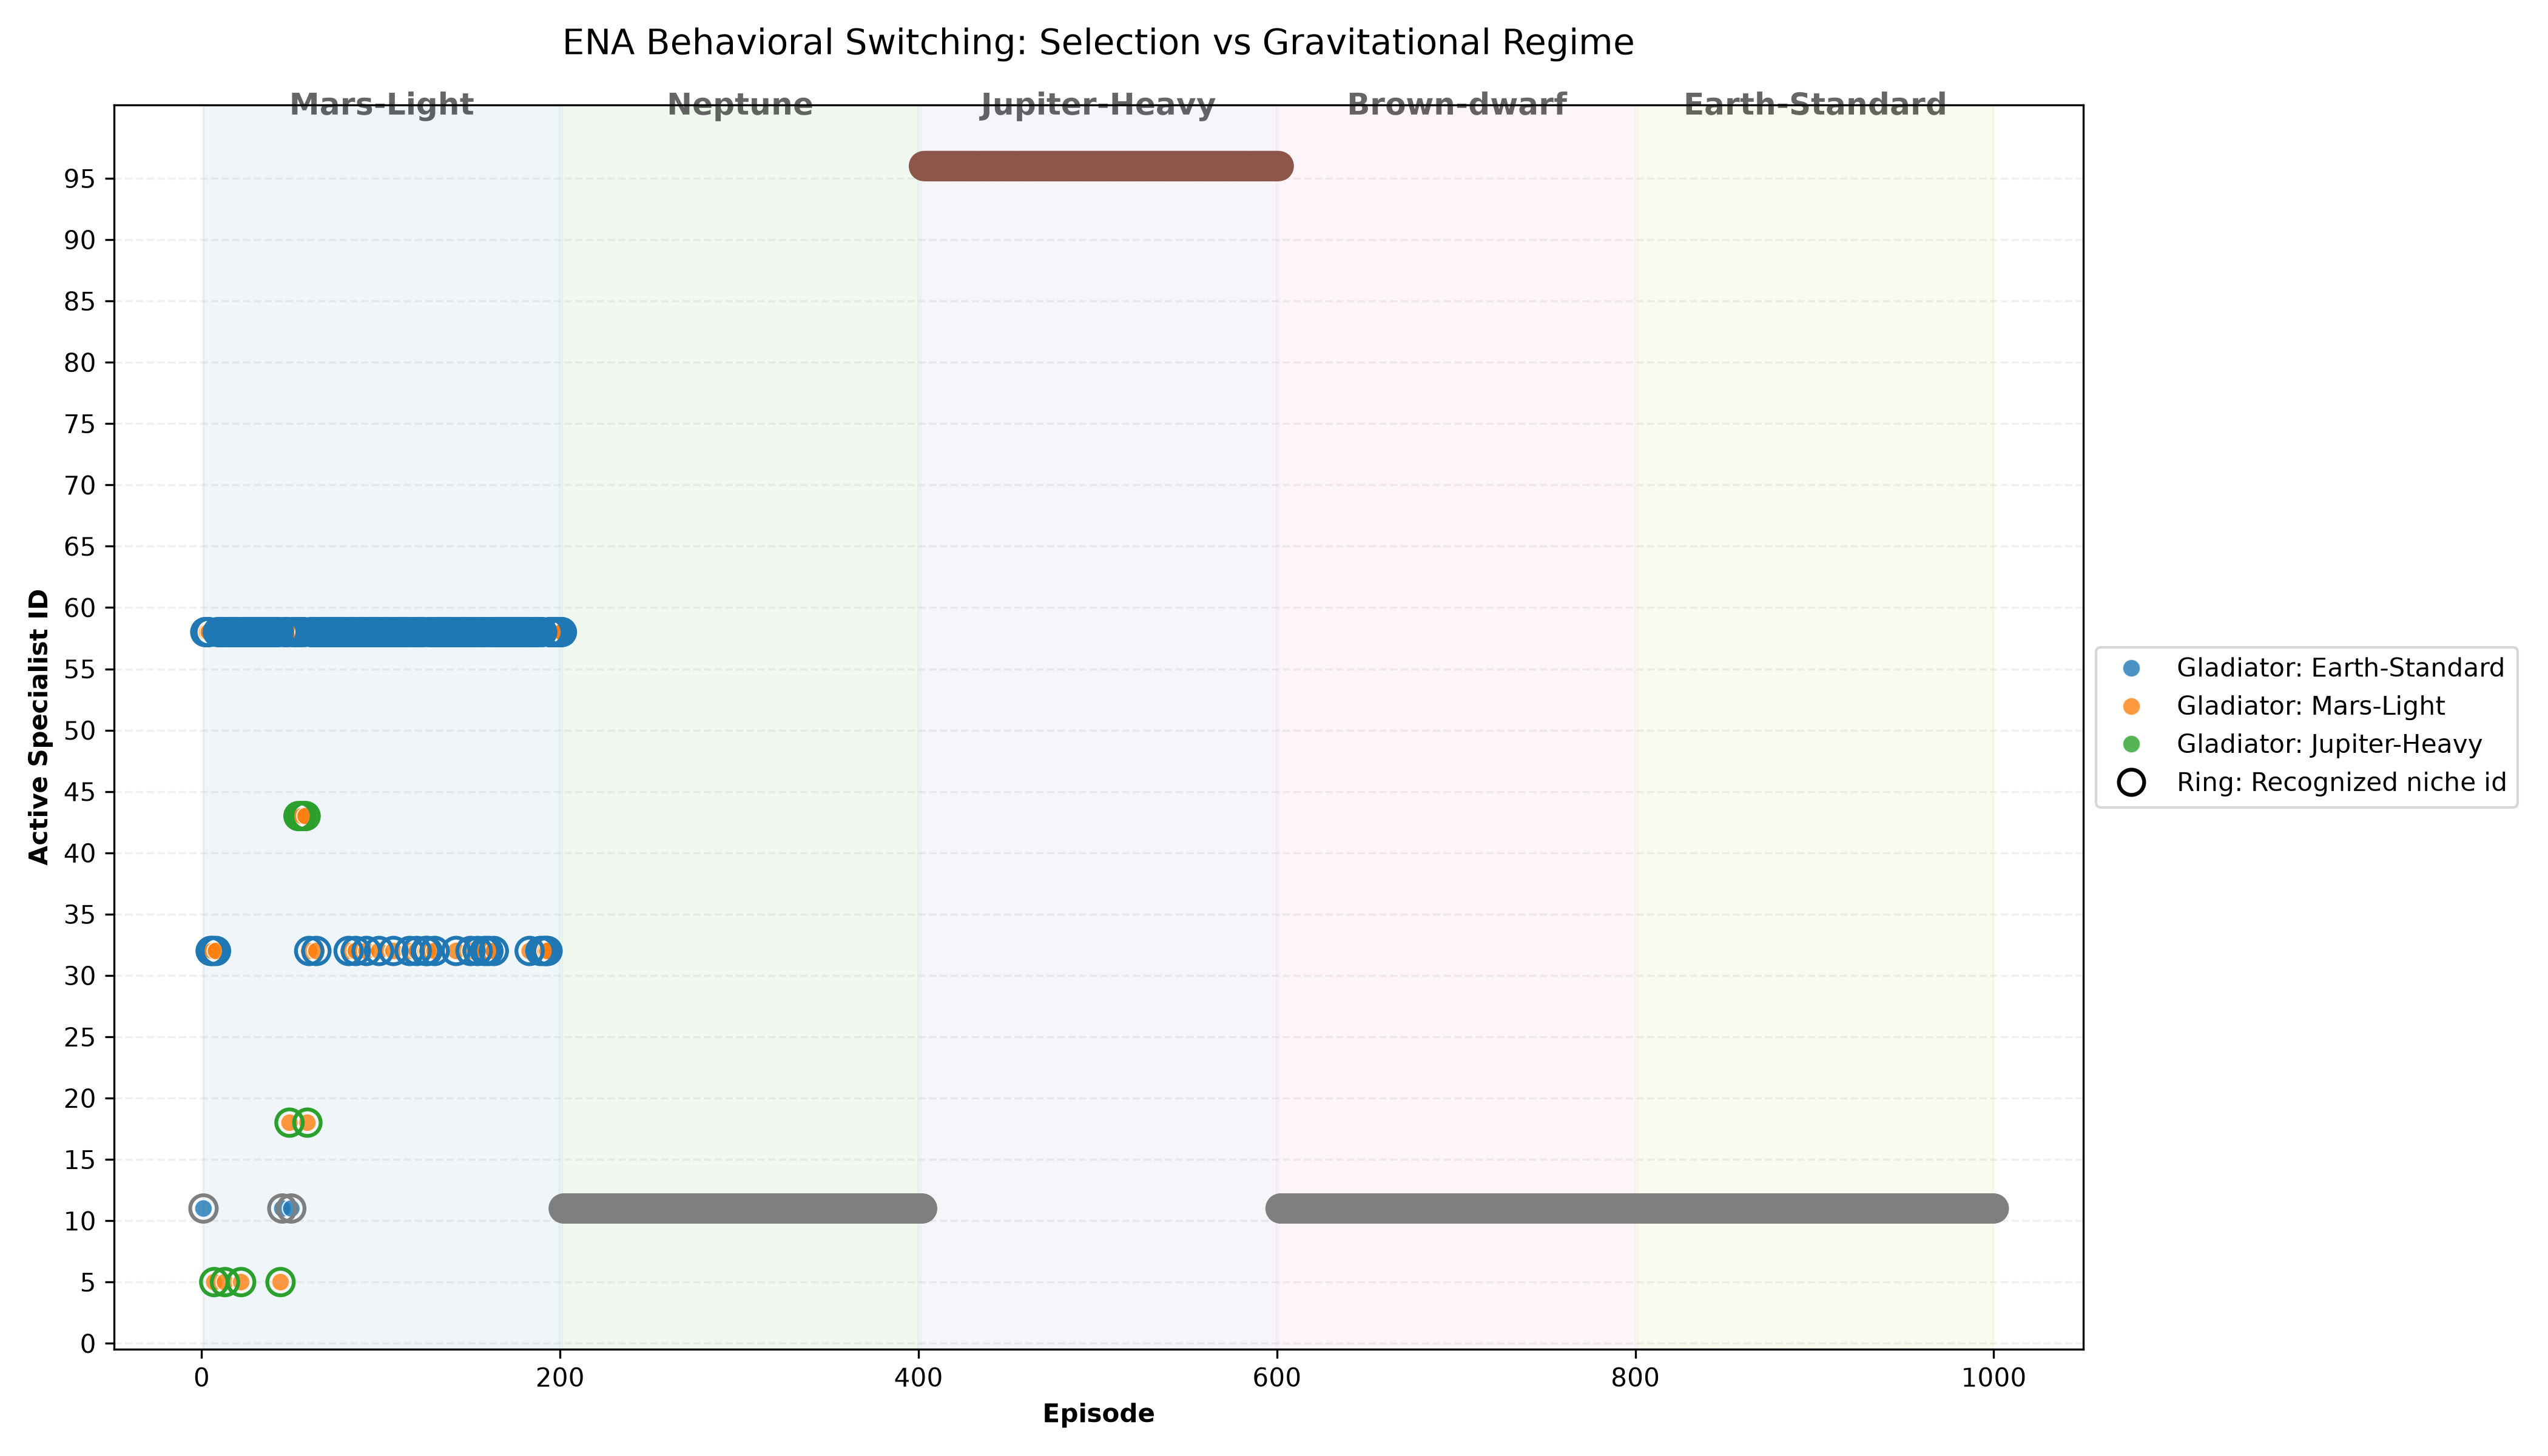 ENA Behavioral Switching: Selection vs Gravitational Regime
Mars-Light Neptune Jupiter-Heavy Brown-dwarf Earth-Standard
95
90
85
80
75
70
65
60
55
50
45
40
35
30
25
20
15
10
5
0
Active Specialist ID
0 200 400 600 800 1000
Episode
Gladiator: Earth-Standard
Gladiator: Mars-Light
Gladiator: Jupiter-Heavy
Ring: Recognized niche id